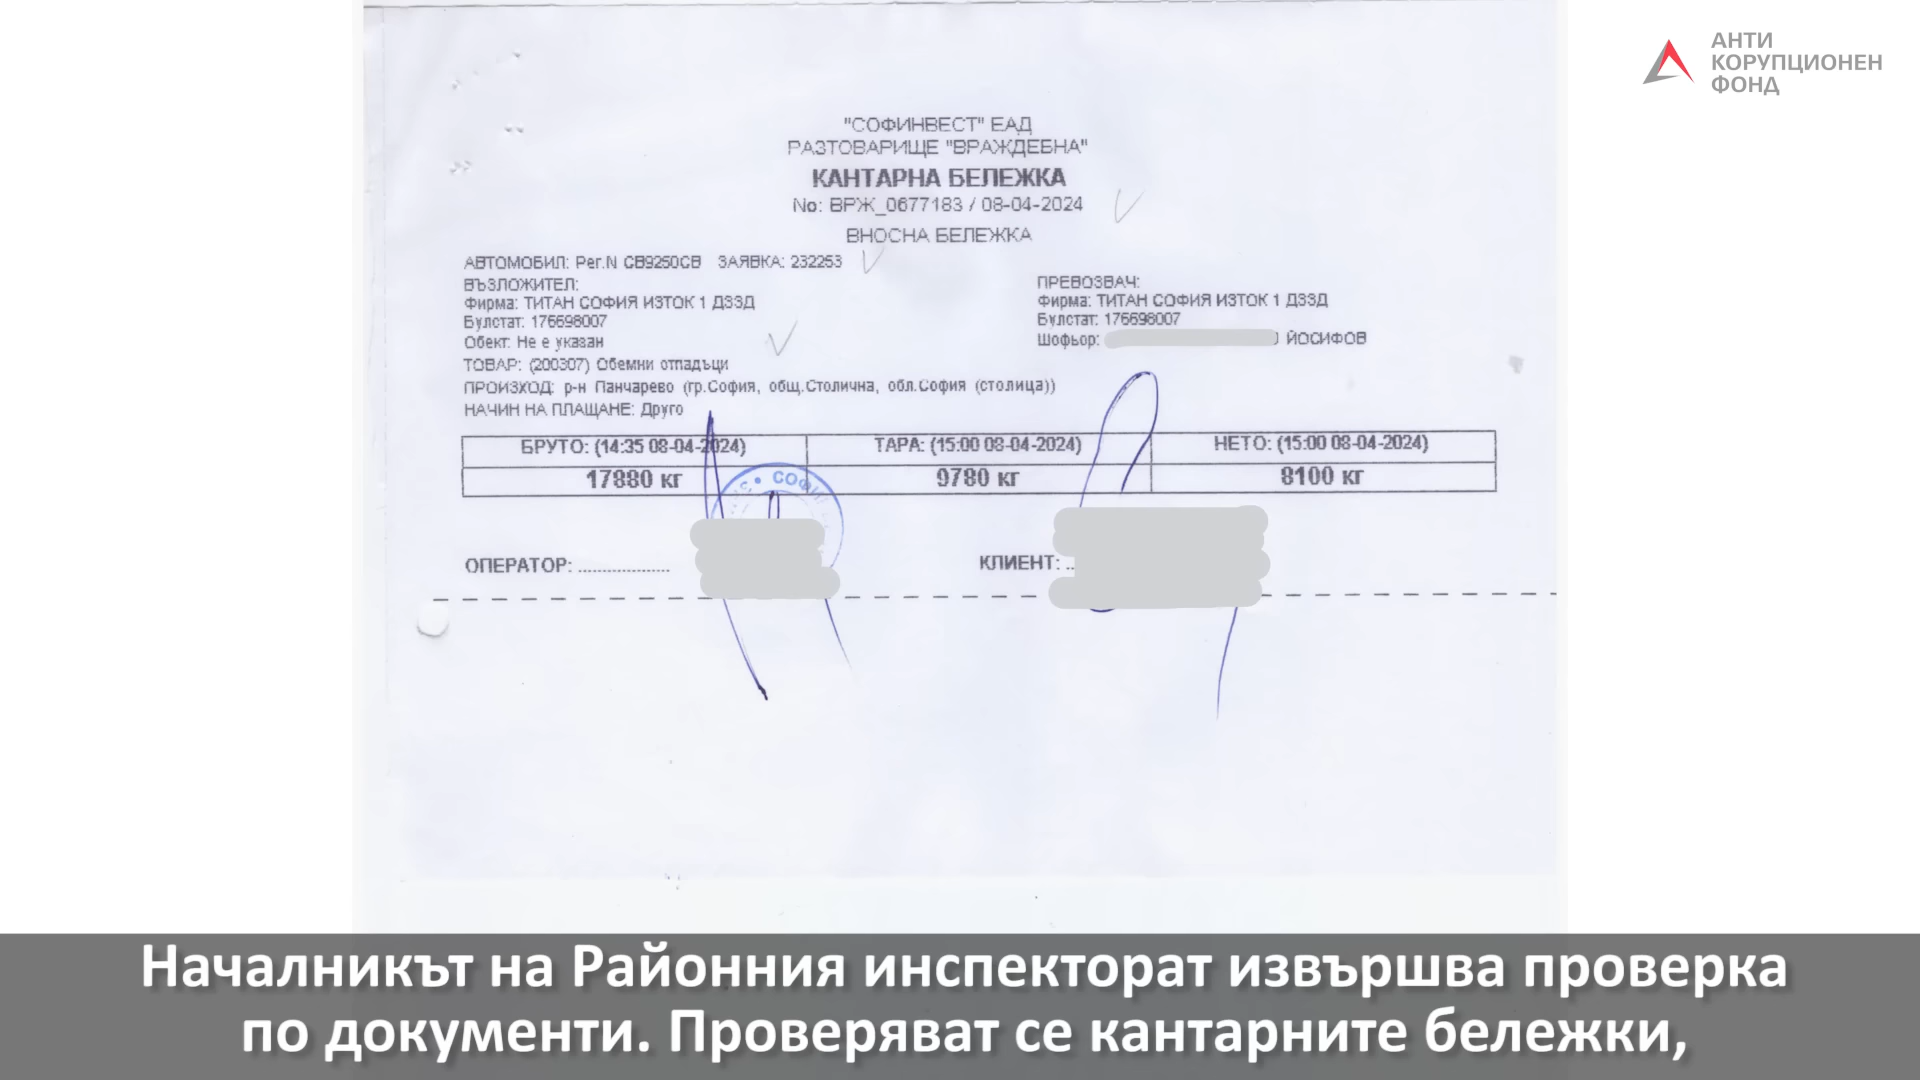 АНТИ
КОРУПЦИОНЕН
ФОНД
"СОФИНВЕСТ" ЕАД
РАЗТОВАРИЩЕ "ВРАЖДЕБНА"
КАНТАРНА БЕЛЕЖКА
No: ВРЖ_0677183 / 08-04-2024
ВНОСНА БЕЛЕЖКА
АВТОМОБИЛ: Рег.N СВ9250СВ ЗАЯВКА: 232253
ВЪЗЛОЖИТЕЛ:
Фирма: ТИТАН СОФИЯ ИЗТОК 1 ДЗЗД
Булстат: 176698007
Обект: Не е указан
ПРЕВОЗВАЧ:
Фирма: ТИТАН СОФИЯ ИЗТОК 1 ДЗЗД
Булстат: 176698007
Шофьор: ЙОСИФОВ
ТОВАР: (200307) Обемни отпадъци
ПРОИЗХОД: р-н Панчарево (гр.София, общ.Столична, обл.София (столица))
НАЧИН НА ПЛАЩАНЕ: Друго
БРУТО: (14:35 08-04-2024) ТАРА: (15:00 08-04-2024) НЕТО: (15:00 08-04-2024)
17880 кг 9780 кг 8100 кг
ОПЕРАТОР: .................... КЛИЕНТ: ..
Началникът на Районния инспекторат извършва проверка
по документи. Проверяват се кантарните бележки,